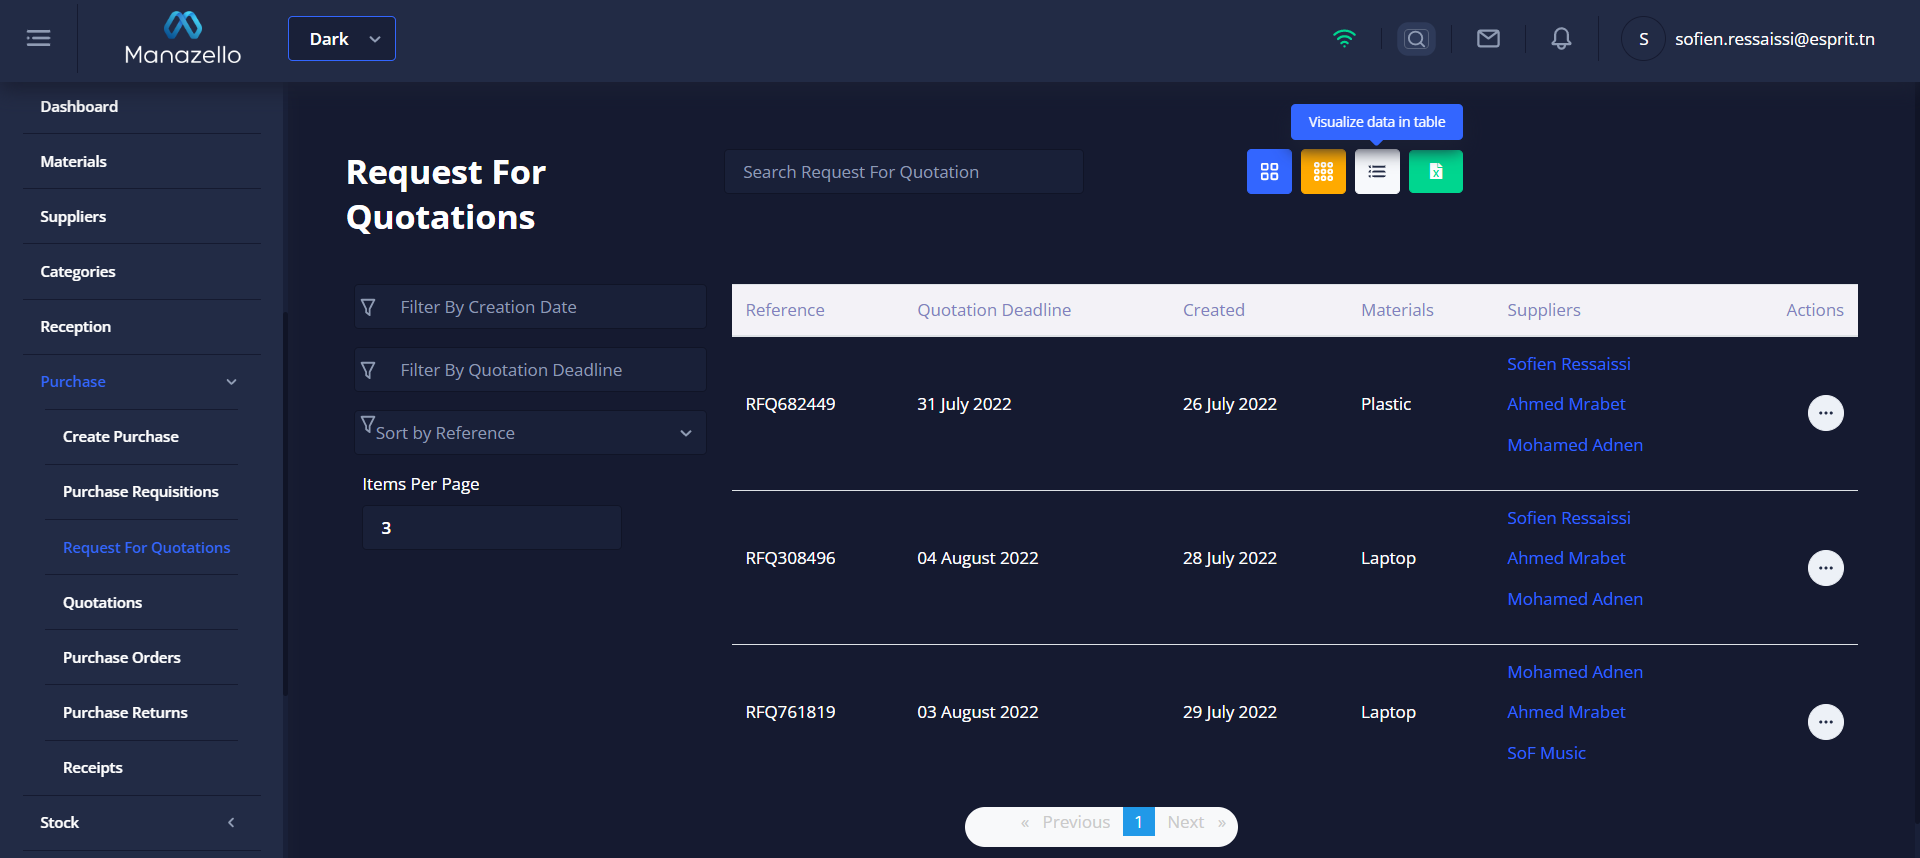 Manazello
Dark
S
sofien.ressaissi@esprit.tn
Dashboard
Materials
Suppliers
Categories
Reception
Purchase
Create Purchase
Purchase Requisitions
Request For Quotations
Quotations
Purchase Orders
Purchase Returns
Receipts
Stock
Request For
Quotations
Search Request For Quotation
Visualize data in table
Filter By Creation Date
Filter By Quotation Deadline
Sort by Reference
Items Per Page
3
Reference Quotation Deadline Created Materials Suppliers Actions
Sofien Ressaissi
RFQ682449 31 July 2022 26 July 2022 Plastic Ahmed Mrabet
Mohamed Adnen
Sofien Ressaissi
RFQ308496 04 August 2022 28 July 2022 Laptop Ahmed Mrabet
Mohamed Adnen
Mohamed Adnen
RFQ761819 03 August 2022 29 July 2022 Laptop Ahmed Mrabet
SoF Music
« Previous 1 Next »